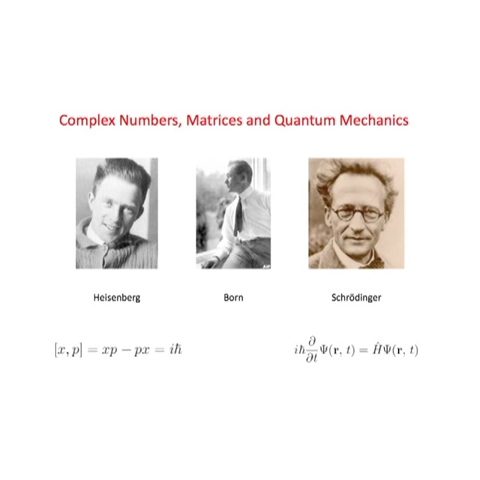 Complex Numbers, Matrices and Quantum Mechanics
Heisenberg Born Schrödinger
[x, p] = xp − px = iħ
iħ ∂/∂t Ψ(r, t) = ĤΨ(r, t)